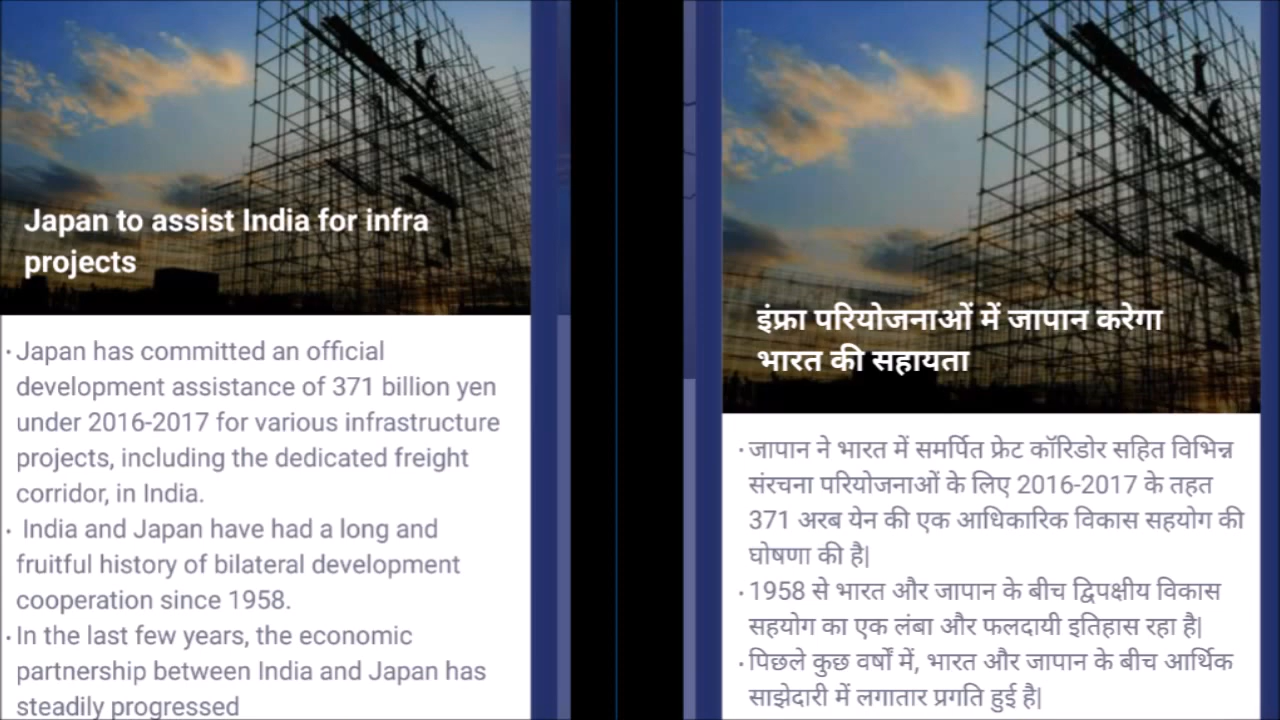 Japan to assist India for infra
projects
• Japan has committed an official
development assistance of 371 billion yen
under 2016-2017 for various infrastructure
projects, including the dedicated freight
corridor, in India.
• India and Japan have had a long and
fruitful history of bilateral development
cooperation since 1958.
• In the last few years, the economic
partnership between India and Japan has
steadily progressed
इंफ्रा परियोजनाओं में जापान करेगा
भारत की सहायता
• जापान ने भारत में समर्पित फ्रेट कॉरिडोर सहित विभिन्न
संरचना परियोजनाओं के लिए 2016-2017 के तहत
371 अरब येन की एक आधिकारिक विकास सहयोग की
घोषणा की है|
• 1958 से भारत और जापान के बीच द्विपक्षीय विकास
सहयोग का एक लंबा और फलदायी इतिहास रहा है|
• पिछले कुछ वर्षों में, भारत और जापान के बीच आर्थिक
साझेदारी में लगातार प्रगति हुई है|